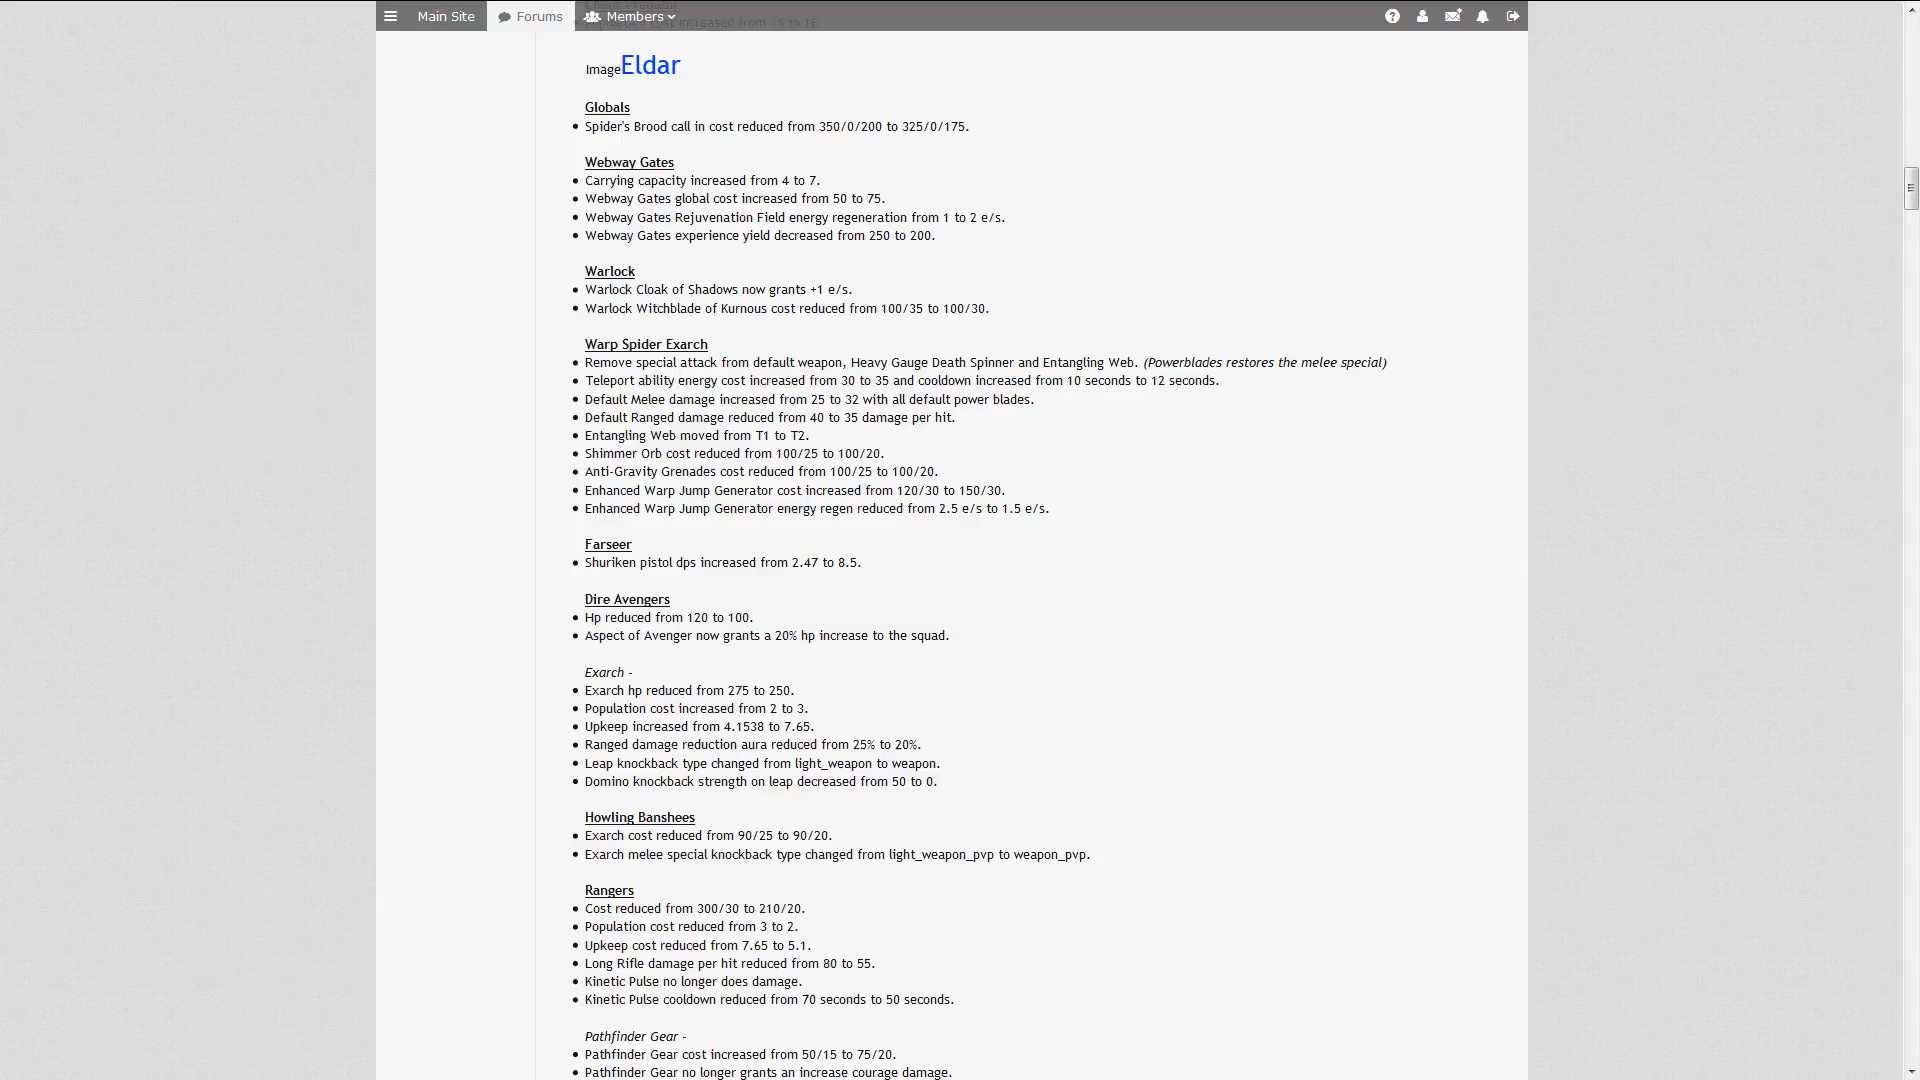 Main Site Forums Members
ImageEldar
Globals
Spider's Brood call in cost reduced from 350/0/200 to 325/0/175.
Webway Gates
Carrying capacity increased from 4 to 7.
Webway Gates global cost increased from 50 to 75.
Webway Gates Rejuvenation Field energy regeneration from 1 to 2 e/s.
Webway Gates experience yield decreased from 250 to 200.
Warlock
Warlock Cloak of Shadows now grants +1 e/s.
Warlock Witchblade of Kurnous cost reduced from 100/35 to 100/30.
Warp Spider Exarch
Remove special attack from default weapon, Heavy Gauge Death Spinner and Entangling Web. (Powerblades restores the melee special)
Teleport ability energy cost increased from 30 to 35 and cooldown increased from 10 seconds to 12 seconds.
Default Melee damage increased from 25 to 32 with all default power blades.
Default Ranged damage reduced from 40 to 35 damage per hit.
Entangling Web moved from T1 to T2.
Shimmer Orb cost reduced from 100/25 to 100/20.
Anti-Gravity Grenades cost reduced from 100/25 to 100/20.
Enhanced Warp Jump Generator cost increased from 120/30 to 150/30.
Enhanced Warp Jump Generator energy regen reduced from 2.5 e/s to 1.5 e/s.
Farseer
Shuriken pistol dps increased from 2.47 to 8.5.
Dire Avengers
Hp reduced from 120 to 100.
Aspect of Avenger now grants a 20% hp increase to the squad.
Exarch -
Exarch hp reduced from 275 to 250.
Population cost increased from 2 to 3.
Upkeep increased from 4.1538 to 7.65.
Ranged damage reduction aura reduced from 25% to 20%.
Leap knockback type changed from light_weapon to weapon.
Domino knockback strength on leap decreased from 50 to 0.
Howling Banshees
Exarch cost reduced from 90/25 to 90/20.
Exarch melee special knockback type changed from light_weapon_pvp to weapon_pvp.
Rangers
Cost reduced from 300/30 to 210/20.
Population cost reduced from 3 to 2.
Upkeep cost reduced from 7.65 to 5.1.
Long Rifle damage per hit reduced from 80 to 55.
Kinetic Pulse no longer does damage.
Kinetic Pulse cooldown reduced from 70 seconds to 50 seconds.
Pathfinder Gear -
Pathfinder Gear cost increased from 50/15 to 75/20.
Pathfinder Gear no longer grants an increase courage damage.